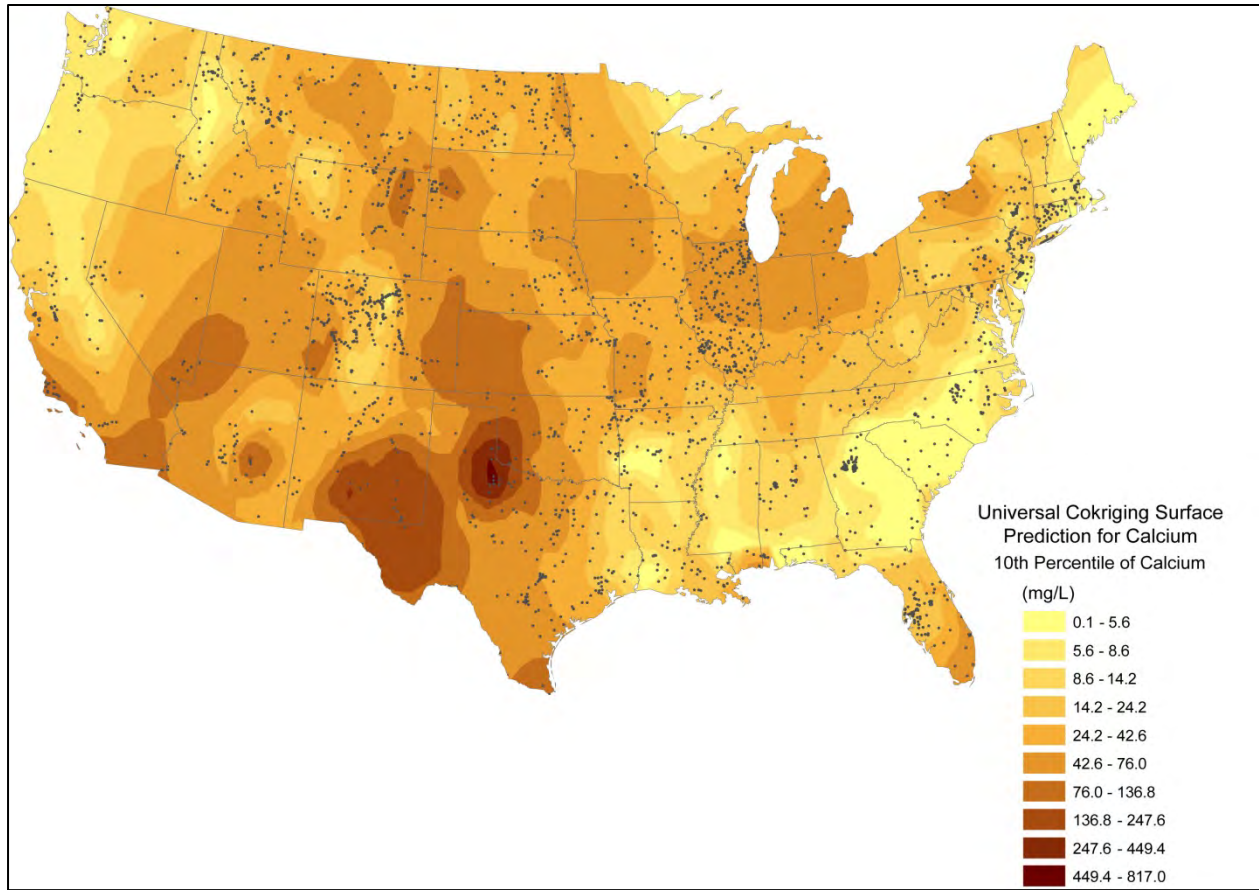 Universal Cokriging Surface
Prediction for Calcium
10th Percentile of Calcium
(mg/L)
0.1 - 5.6
5.6 - 8.6
8.6 - 14.2
14.2 - 24.2
24.2 - 42.6
42.6 - 76.0
76.0 - 136.8
136.8 - 247.6
247.6 - 449.4
449.4 - 817.0